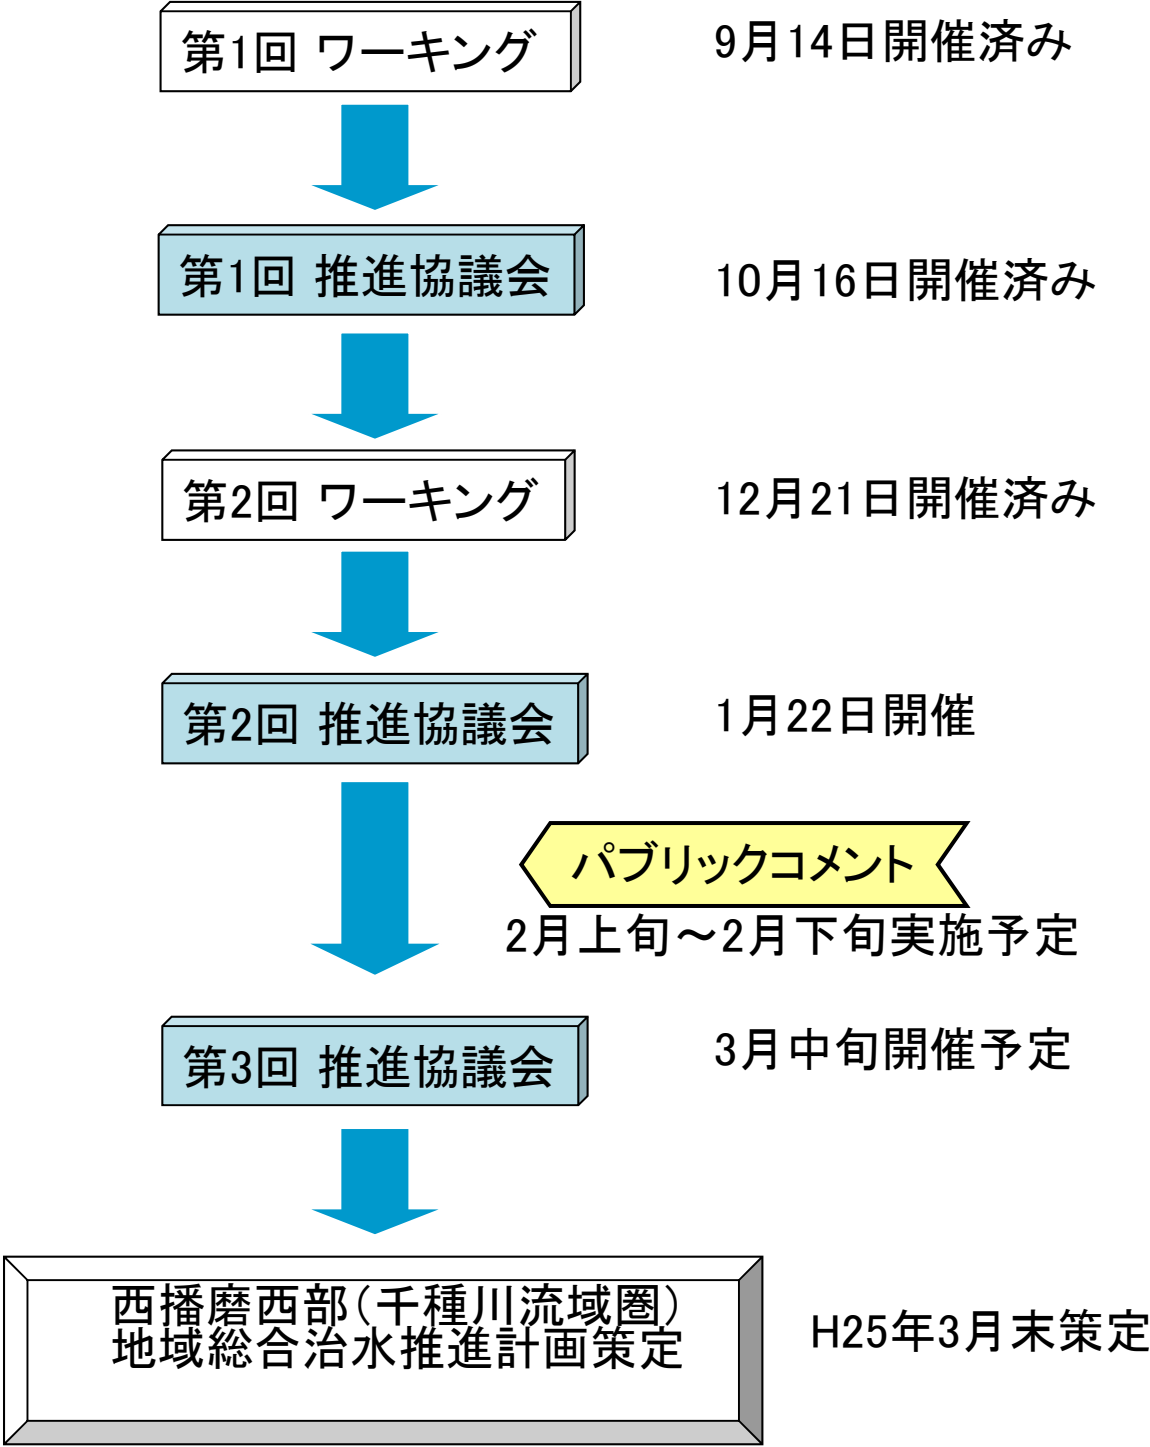 第1回 ワーキング
9月14日開催済み
第1回 推進協議会
10月16日開催済み
第2回 ワーキング
12月21日開催済み
第2回 推進協議会
1月22日開催
パブリックコメント
2月上旬～2月下旬実施予定
第3回 推進協議会
3月中旬開催予定
西播磨西部(千種川流域圏)
地域総合治水推進計画策定
H25年3月末策定